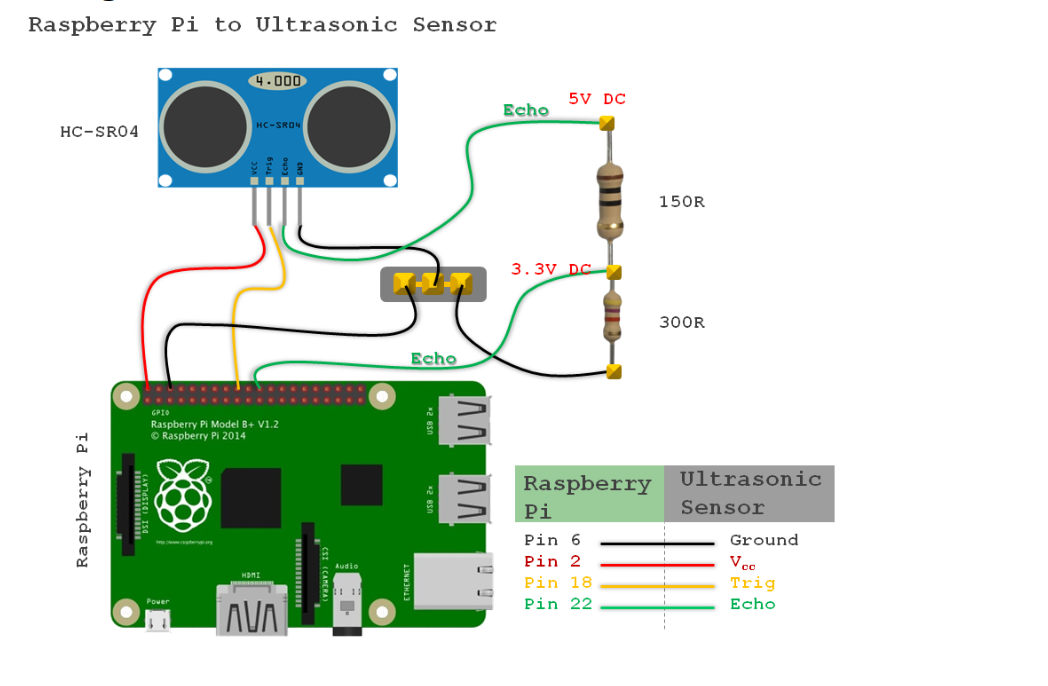 Raspberry Pi to Ultrasonic Sensor
4.000
HC-SR04
HC-SR04
VCC
Trig
Echo
GND
Echo
5V DC
150R
3.3V DC
300R
Echo
GPIO
Raspberry Pi Model B+ V1.2
© Raspberry Pi 2014
Raspberry Pi
DSI (DISPLAY)
http://www.raspberrypi.org
USB 2x
USB 2x
CSI (CAMERA)
HDMI
Audio
ETHERNET
Power
Raspberry Pi
Ultrasonic Sensor
Pin 6 Ground
Pin 2 Vcc
Pin 18 Trig
Pin 22 Echo